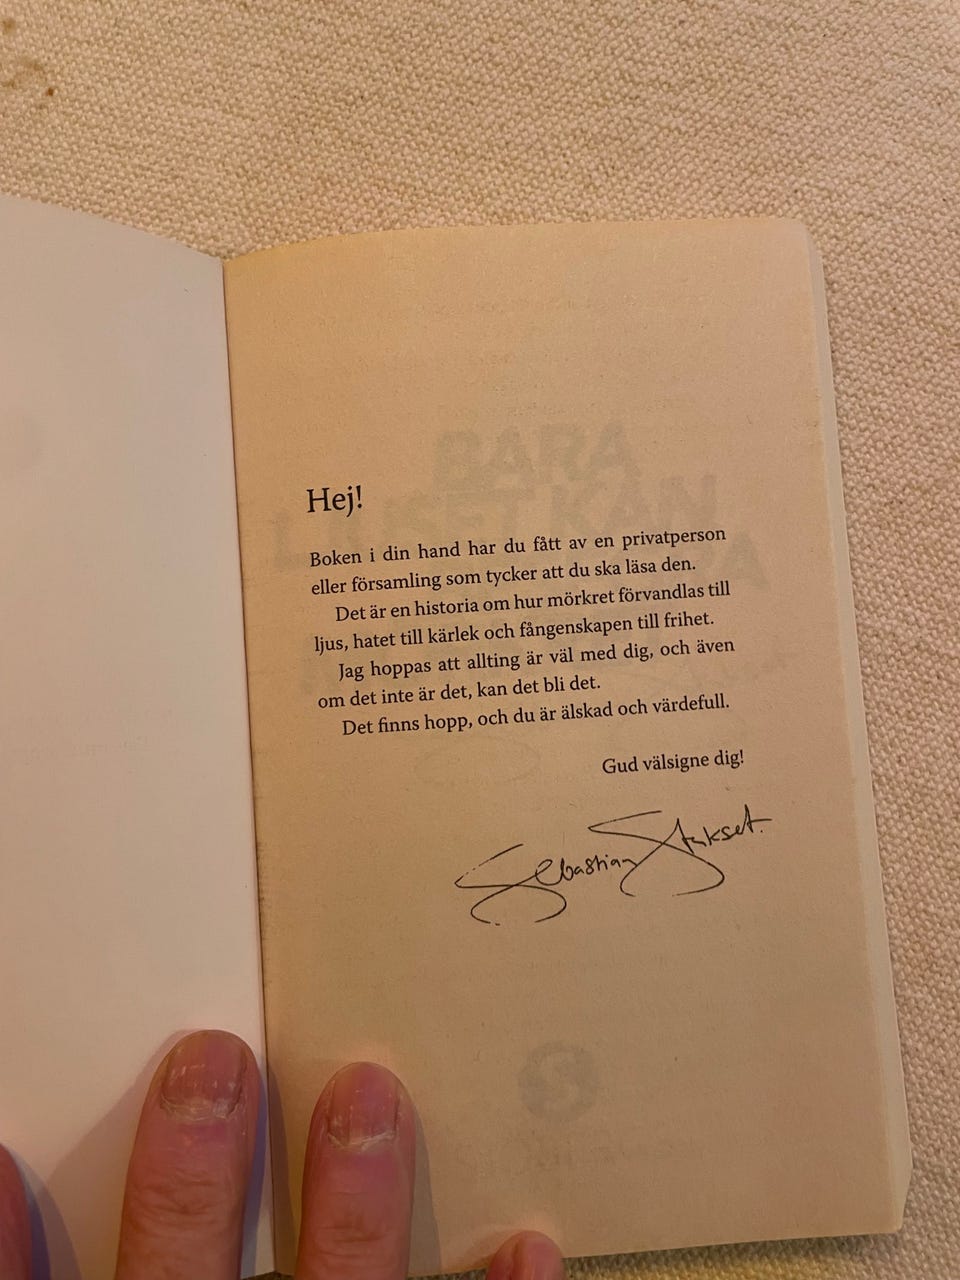 Hej!
Boken i din hand har du fått av en privatperson
eller församling som tycker att du ska läsa den.
Det är en historia om hur mörkret förvandlas till
ljus, hatet till kärlek och fångenskapen till frihet.
Jag hoppas att allting är väl med dig, och även
om det inte är det, kan det bli det.
Det finns hopp, och du är älskad och värdefull.
Gud välsigne dig!
Sebastian Stakset.